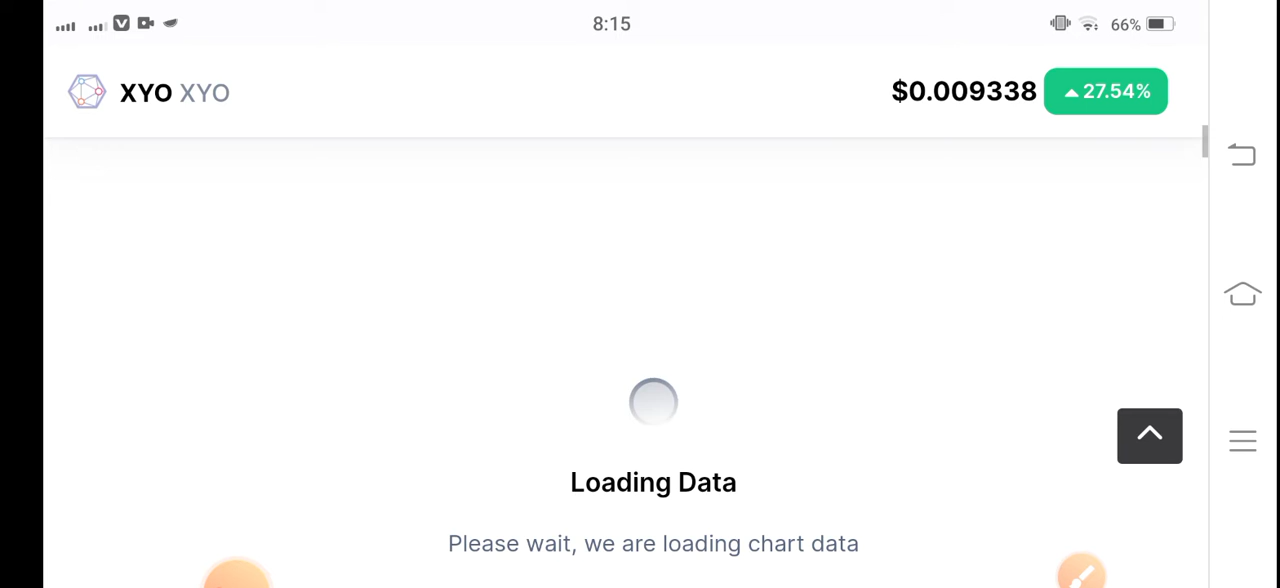 8:15
66%
XYO XYO
$0.009338
27.54%
Loading Data
Please wait, we are loading chart data